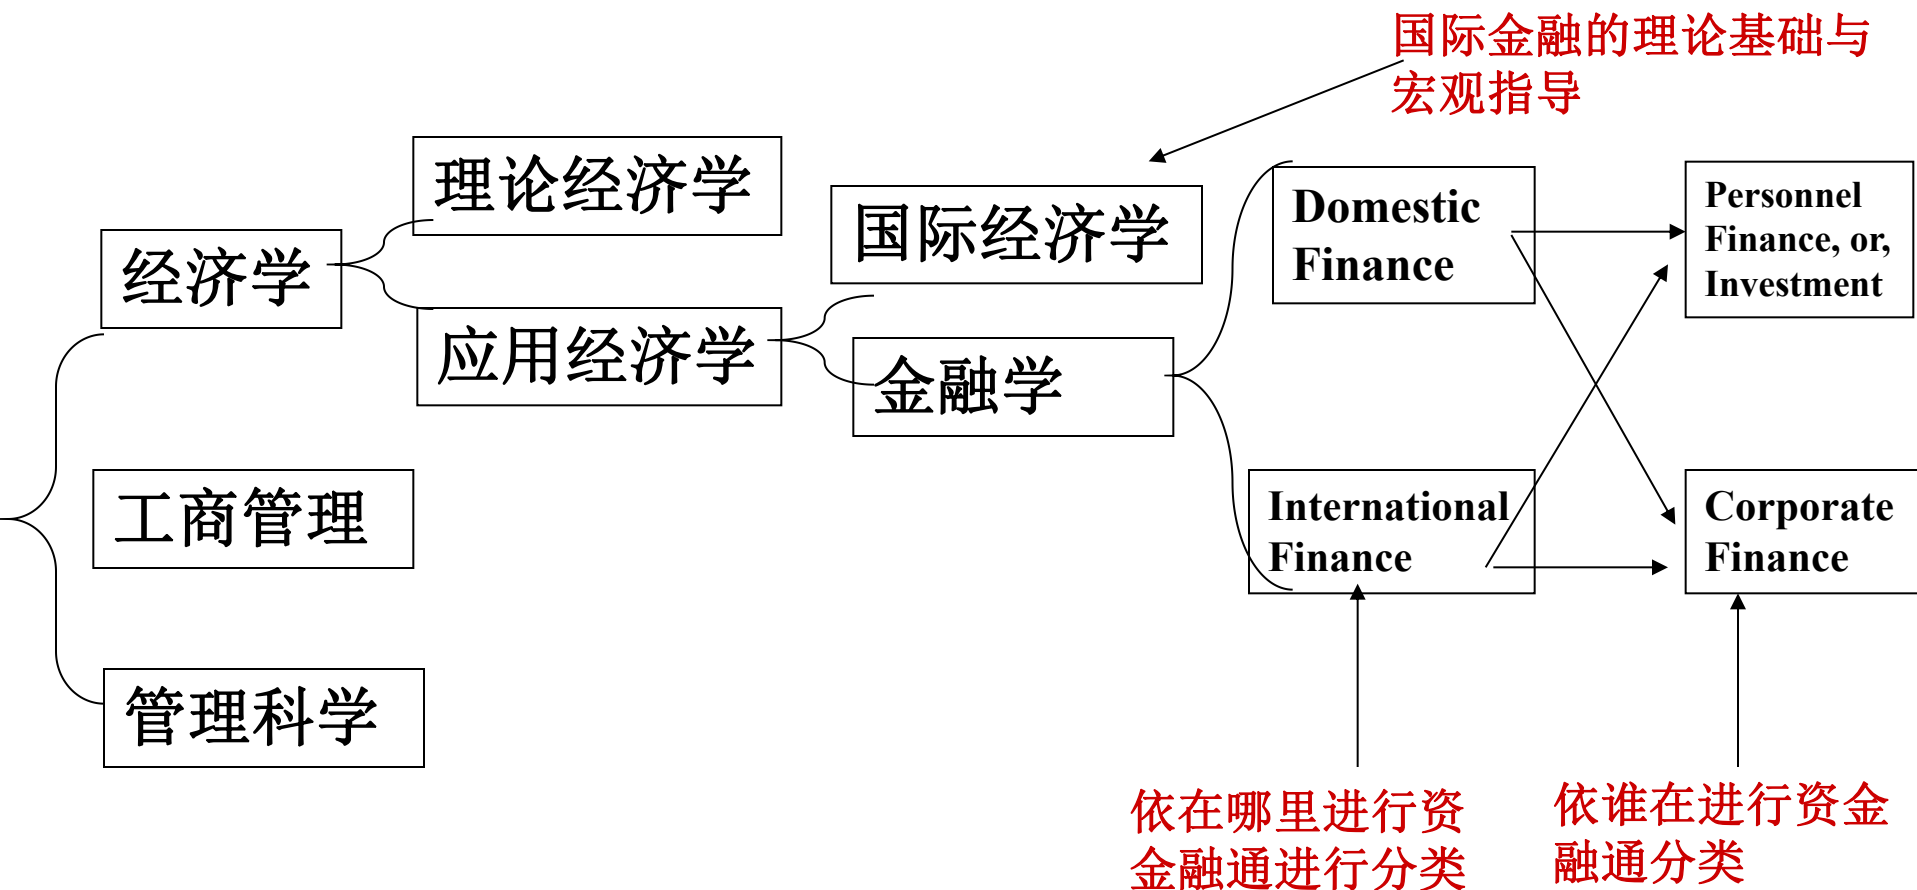 国际金融的理论基础与
宏观指导
理论经济学
国际经济学
Domestic
Finance
Personnel
Finance, or,
Investment
经济学
应用经济学
金融学
工商管理
International
Finance
Corporate
Finance
管理科学
依在哪里进行资
金融通进行分类
依谁在进行资金
融通分类